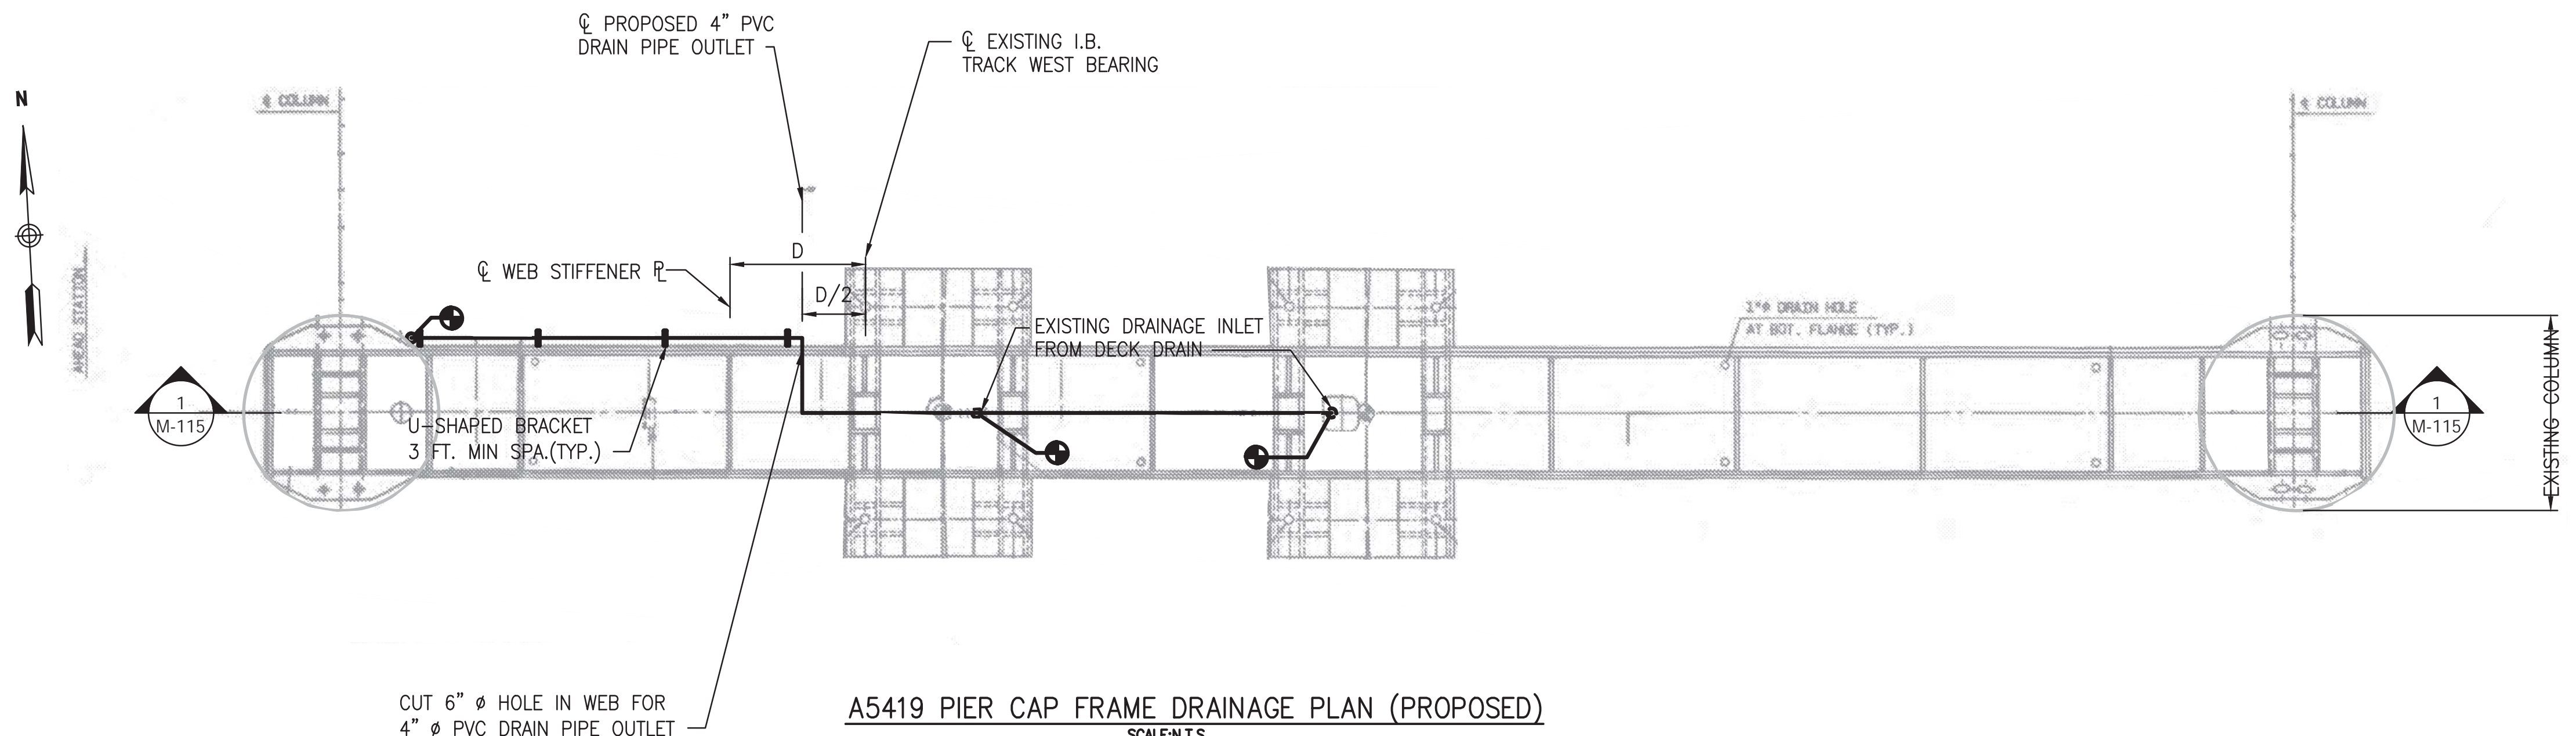 ℄ PROPOSED 4" PVC
DRAIN PIPE OUTLET
℄ EXISTING I.B.
TRACK WEST BEARING
N
℄ COLUMN
℄ COLUMN
AHEAD STATION
D
℄ WEB STIFFENER ⅊
D/2
EXISTING DRAINAGE INLET
FROM DECK DRAIN
1"ø DRAIN HOLE
AT BOT. FLANGE (TYP.)
EXISTING COLUMN
1
M-115
U-SHAPED BRACKET
3 FT. MIN SPA.(TYP.)
1
M-115
CUT 6" ø HOLE IN WEB FOR
4" ø PVC DRAIN PIPE OUTLET
A5419 PIER CAP FRAME DRAINAGE PLAN (PROPOSED)
SCALE:N.T.S.